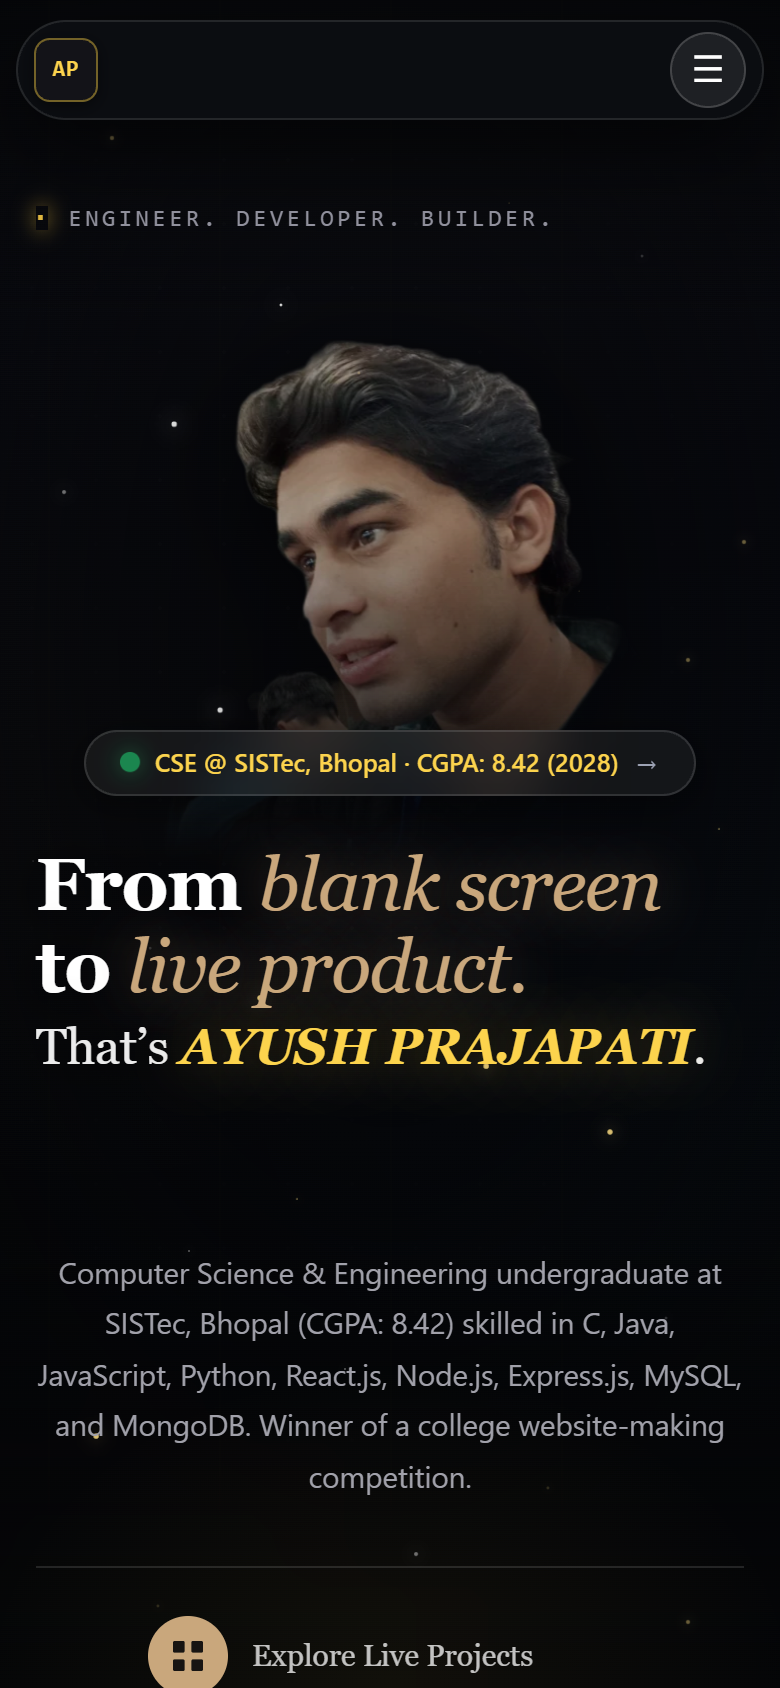 AP
ENGINEER. DEVELOPER. BUILDER.
CSE @ SISTec, Bhopal · CGPA: 8.42 (2028) →
From blank screen
to live product.
That’s AYUSH PRAJAPATI.
Computer Science & Engineering undergraduate at
SISTec, Bhopal (CGPA: 8.42) skilled in C, Java,
JavaScript, Python, React.js, Node.js, Express.js, MySQL,
and MongoDB. Winner of a college website-making
competition.
Explore Live Projects